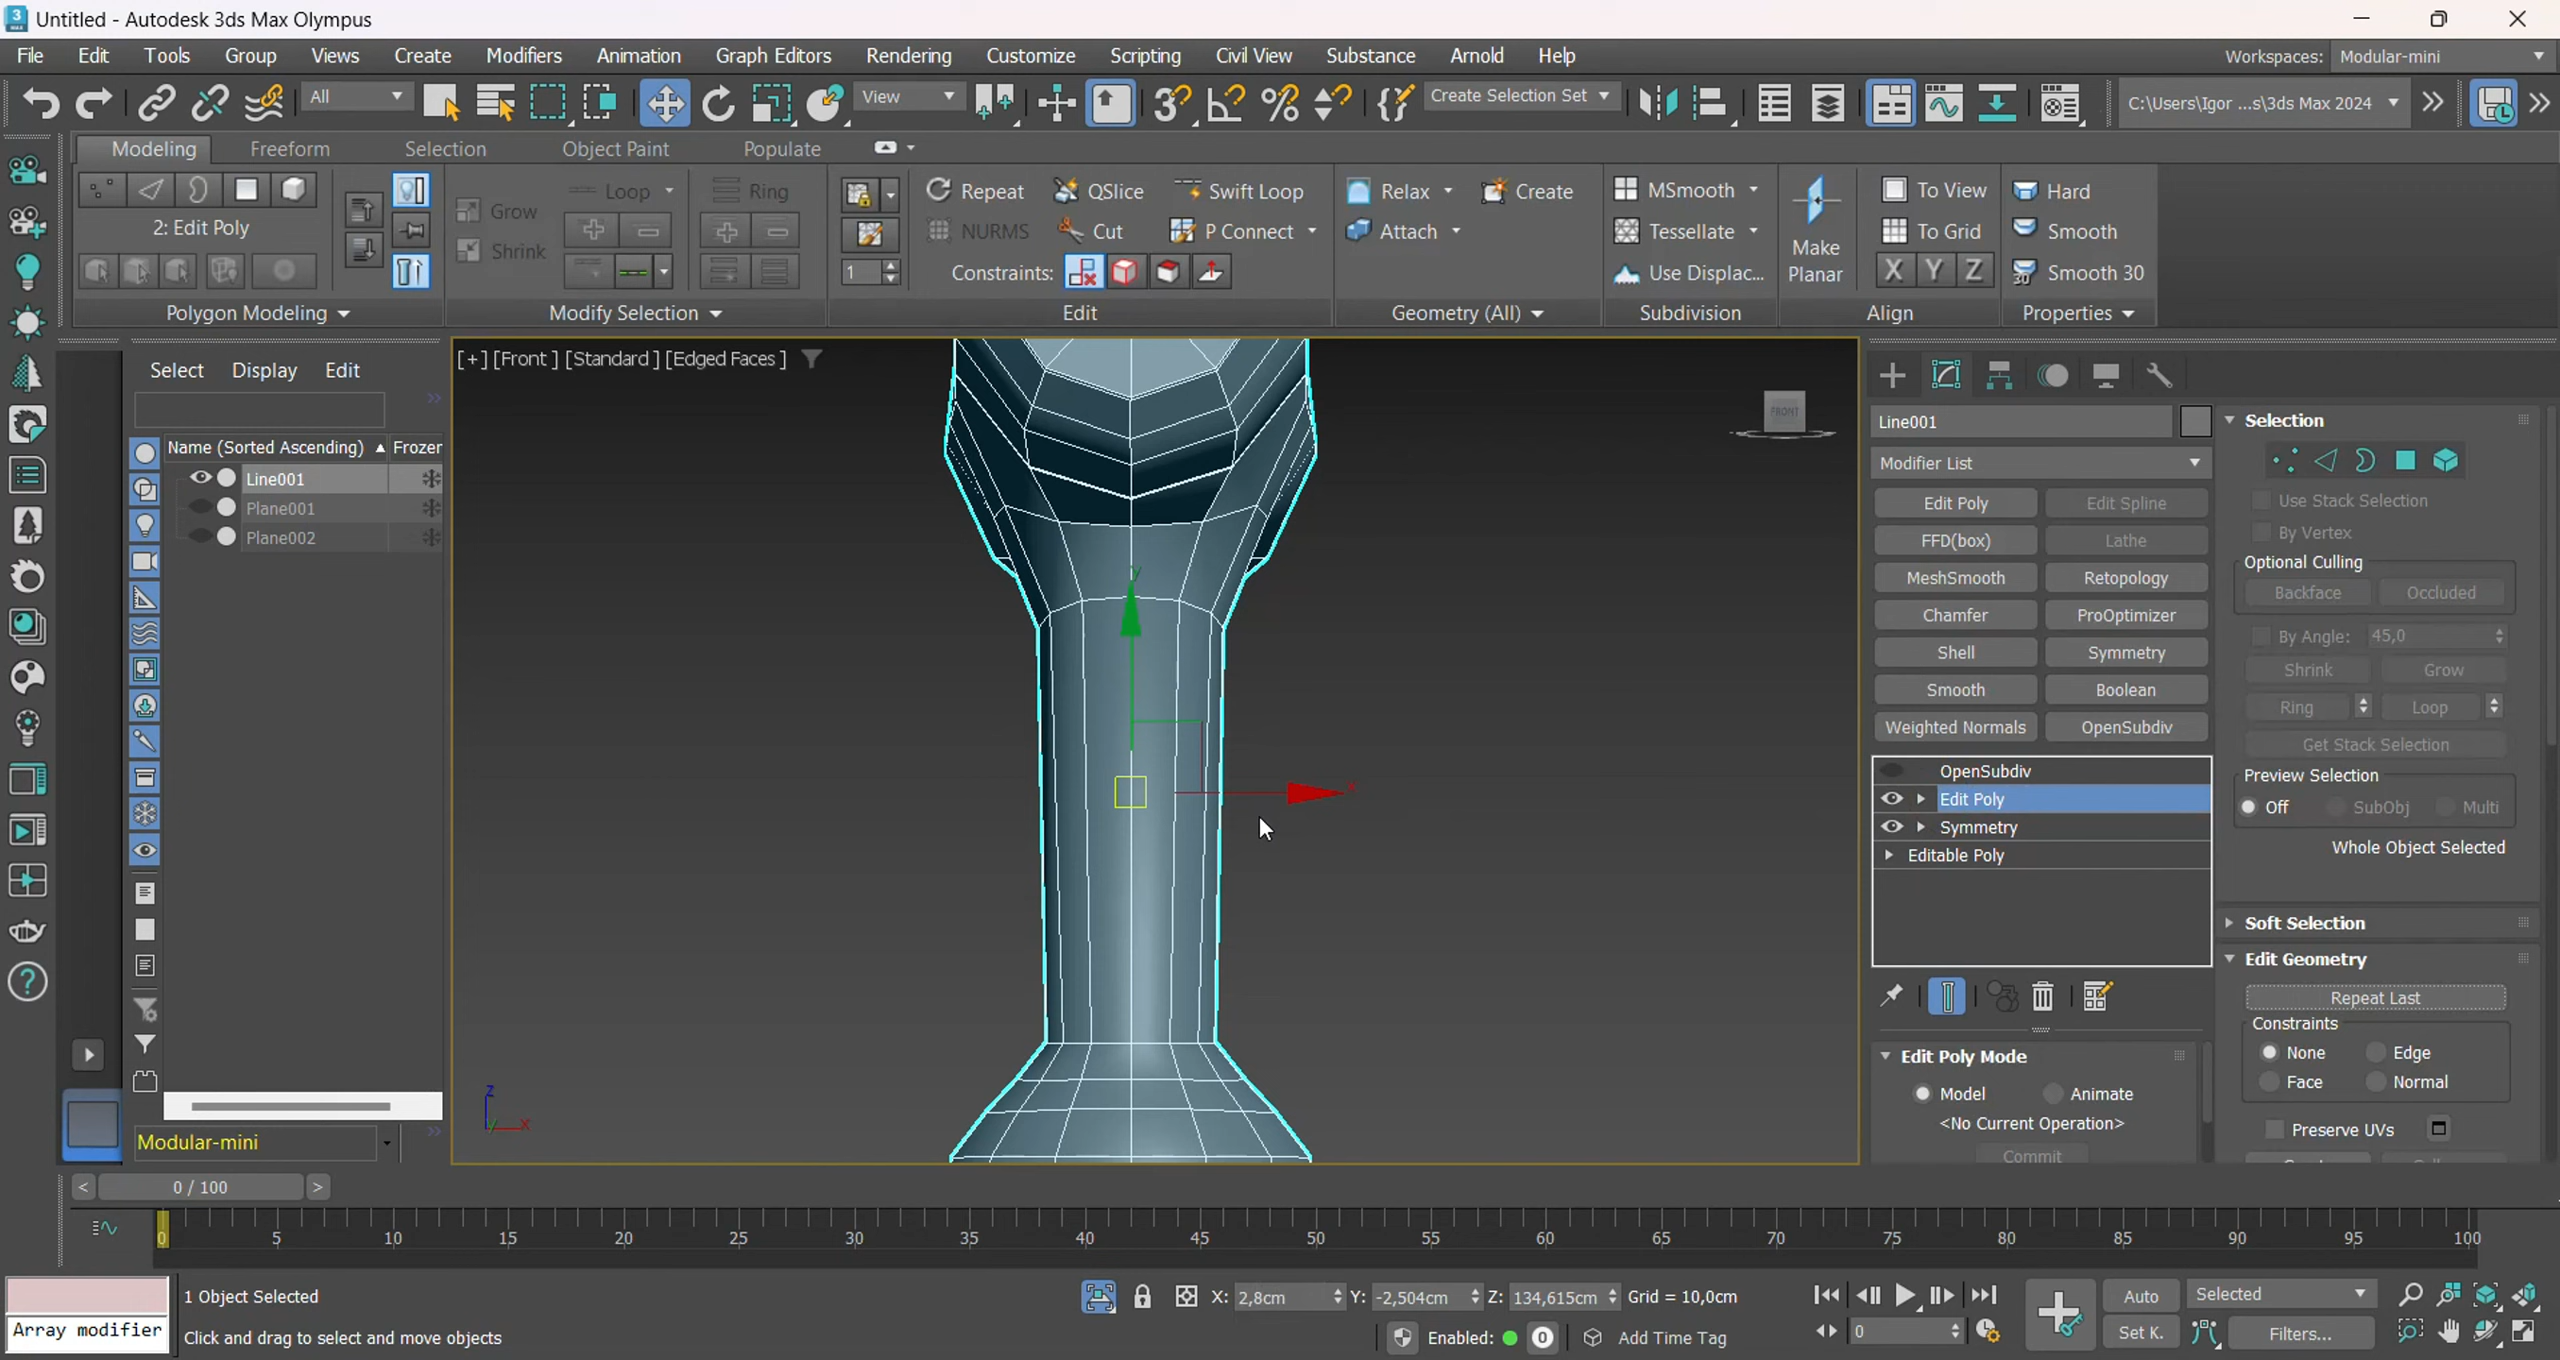 Untitled - Autodesk 3ds Max Olympus
File Edit Tools Group Views Create Modifiers Animation Graph Editors Rendering Customize Scripting Civil View Substance Arnold Help
Workspaces: Modular-mini
All View Create Selection Set C:\Users\Igor ...s\3ds Max 2024
Modeling Freeform Selection Object Paint Populate
2: Edit Poly
Grow
Shrink
Loop Ring
Repeat QSlice Swift Loop
NURMS Cut P Connect
1 Constraints:
Relax Create
Attach
MSmooth
Tessellate
Use Displac...
Make
Planar
To View
To Grid
X Y Z
Hard
Smooth
Smooth 30
Polygon Modeling Modify Selection Edit Geometry (All) Subdivision Align Properties
Select Display Edit
Name (Sorted Ascending) Frozer
Line001
Plane001
Plane002
Modular-mini
[+] [Front ] [Standard ] [Edged Faces ]
FRONT
y
x
z
x
y
Line001
Modifier List
Edit Poly Edit Spline
FFD(box) Lathe
MeshSmooth Retopology
Chamfer ProOptimizer
Shell Symmetry
Smooth Boolean
Weighted Normals OpenSubdiv
OpenSubdiv
Edit Poly
Symmetry
Editable Poly
Edit Poly Mode
Model Animate
<No Current Operation>
Commit
Selection
Use Stack Selection
By Vertex
Optional Culling
Backface Occluded
By Angle: 45,0
Shrink Grow
Ring Loop
Get Stack Selection
Preview Selection
Off SubObj Multi
Whole Object Selected
Soft Selection
Edit Geometry
Repeat Last
Constraints
None Edge
Face Normal
Preserve UVs
< 0 / 100 >
0 5 10 15 20 25 30 35 40 45 50 55 60 65 70 75 80 85 90 95 100
Array modifier
1 Object Selected
Click and drag to select and move objects
X: 2,8cm Y: -2,504cm Z: 134,615cm Grid = 10,0cm
Enabled: 0 Add Time Tag
0
Auto Selected
Set K. Filters...